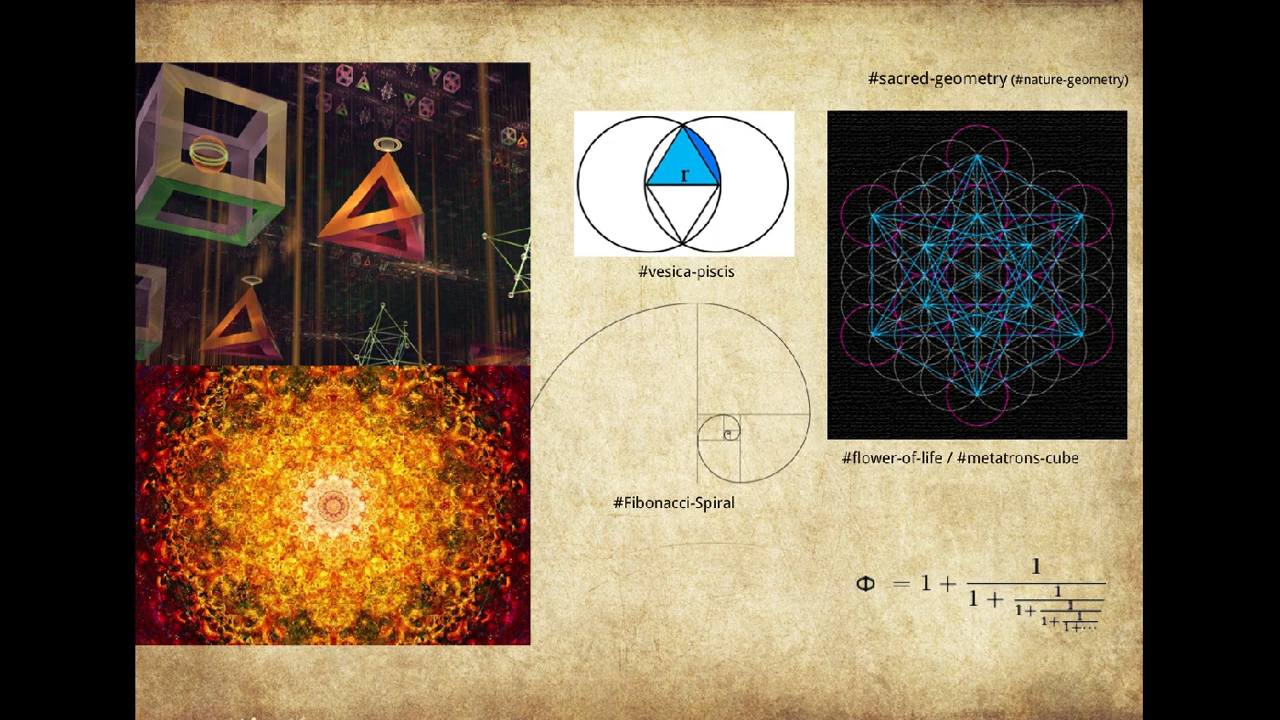 #sacred-geometry (#nature-geometry)
r
#vesica-piscis
#flower-of-life / #metatrons-cube
#Fibonacci-Spiral
Φ = 1 + 1
1 + 1
1+ 1
1+ 1
1+···